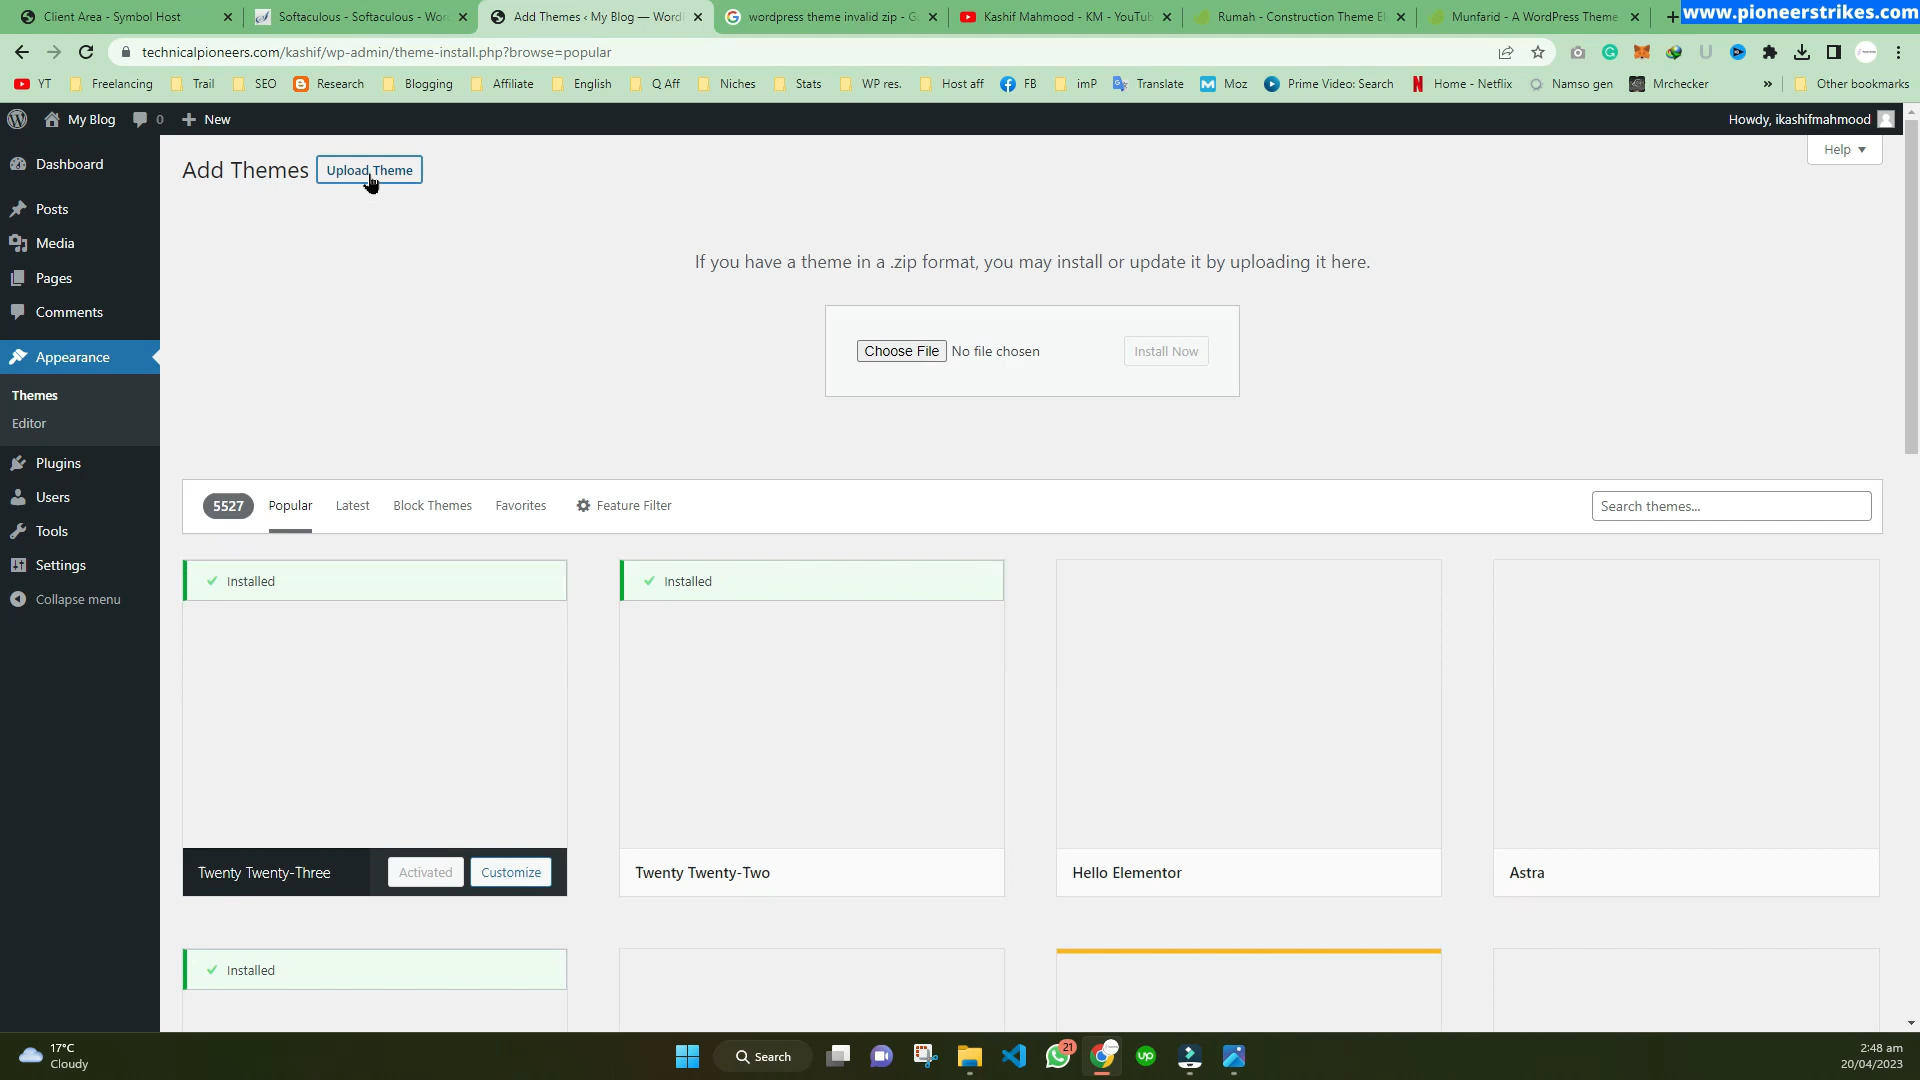 Client Area - Symbol Host
Softaculous - Softaculous - Wor
Add Themes ‹ My Blog — WordP
wordpress theme invalid zip - G
Kashif Mahmood - KM - YouTub
Rumah - Construction Theme E
Munfarid - A WordPress Theme
www.pioneerstrikes.com
technicalpioneers.com/kashif/wp-admin/theme-install.php?browse=popular
YT
Freelancing
Trail
SEO
Research
Blogging
Affiliate
English
Q Aff
Niches
Stats
WP res.
Host aff
FB
imP
Translate
Moz
Prime Video: Search
Home - Netflix
Namso gen
Mrchecker
»
Other bookmarks
My Blog
0
New
Howdy, ikashifmahmood
Dashboard
Posts
Media
Pages
Comments
Appearance
Themes
Editor
Plugins
Users
Tools
Settings
Collapse menu
Add Themes
Upload Theme
Help
If you have a theme in a .zip format, you may install or update it by uploading it here.
Choose File No file chosen
Install Now
5527
Popular
Latest
Block Themes
Favorites
Feature Filter
Search themes...
Installed
Installed
Twenty Twenty-Three
Activated
Customize
Twenty Twenty-Two
Hello Elementor
Astra
Installed
17°C
Cloudy
Search
21
up
2:48 am
20/04/2023